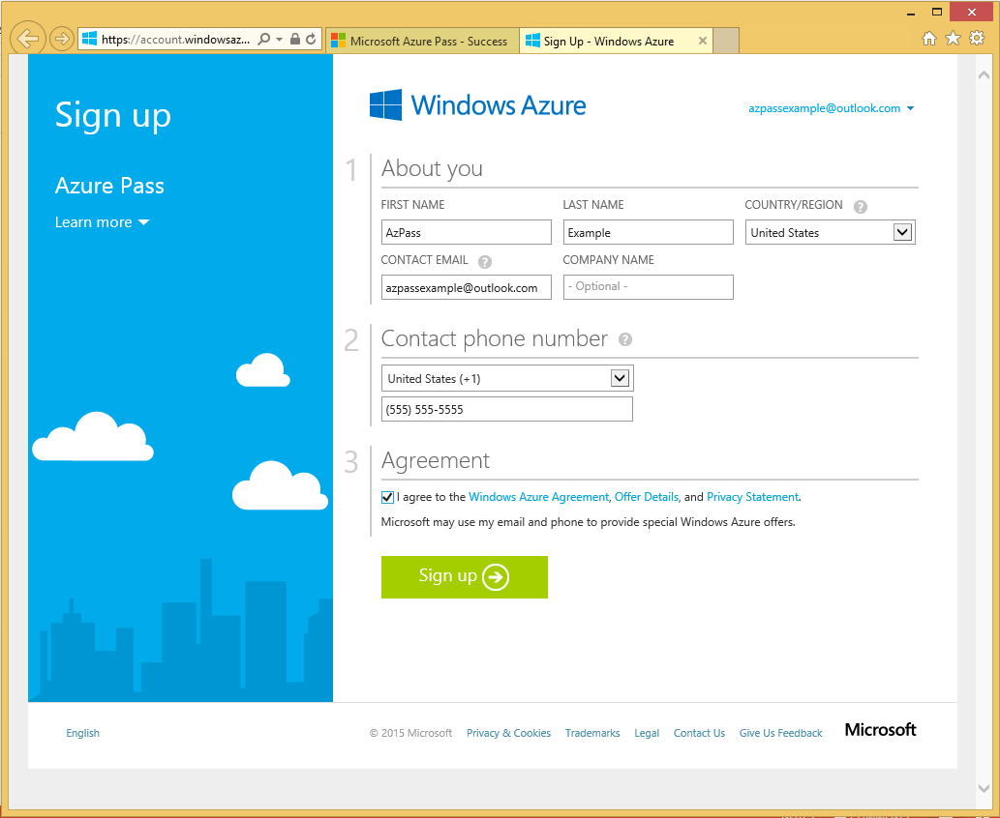 https://account.windowsaz...
Microsoft Azure Pass - Success
Sign Up - Windows Azure
Sign up
Azure Pass
Learn more
Windows Azure
azpassexample@outlook.com
1 About you
FIRST NAME LAST NAME COUNTRY/REGION ?
AzPass Example United States
CONTACT EMAIL ? COMPANY NAME
azpassexample@outlook.com - Optional -
2 Contact phone number ?
United States (+1)
(555) 555-5555
3 Agreement
I agree to the Windows Azure Agreement, Offer Details, and Privacy Statement.
Microsoft may use my email and phone to provide special Windows Azure offers.
Sign up
English © 2015 Microsoft Privacy & Cookies Trademarks Legal Contact Us Give Us Feedback Microsoft